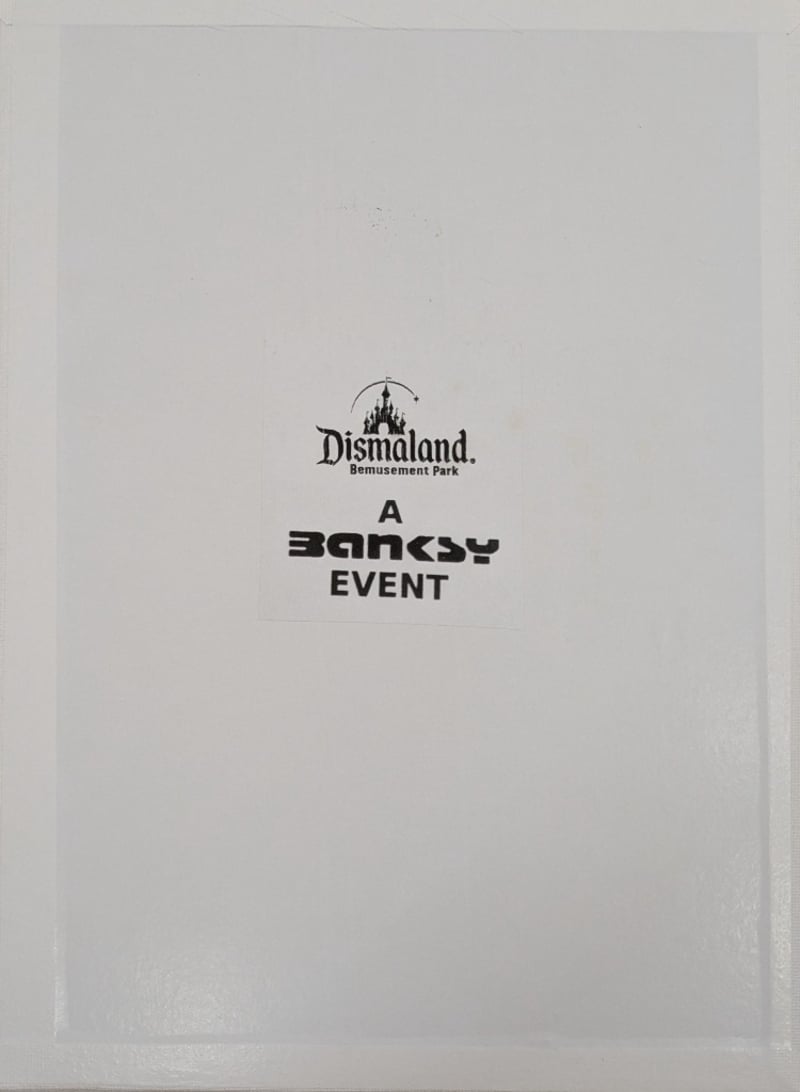 Dismaland.
Bemusement Park
A
BANKSY
EVENT